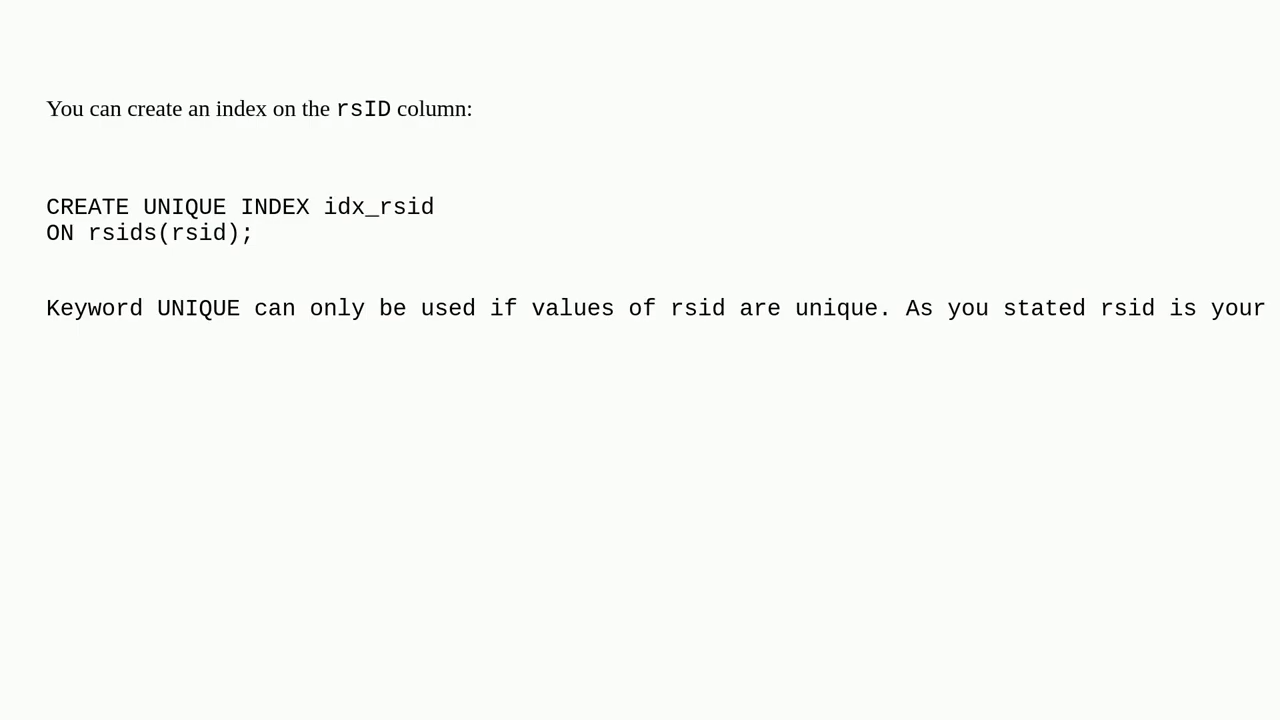 You can create an index on the rsID column:
CREATE UNIQUE INDEX idx_rsid
ON rsids(rsid);
Keyword UNIQUE can only be used if values of rsid are unique. As you stated rsid is your